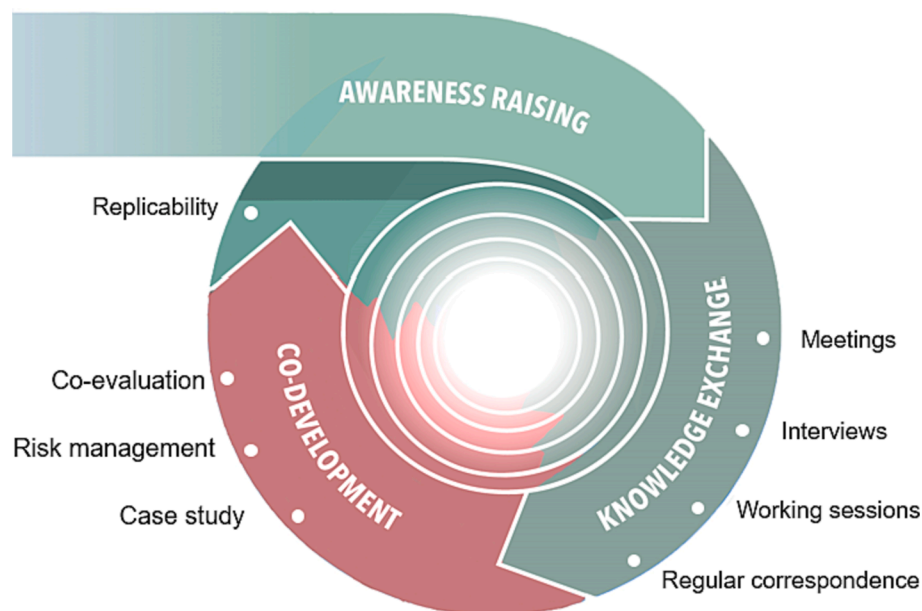 AWARENESS RAISING
Replicability
KNOWLEDGE EXCHANGE
Meetings
Interviews
Working sessions
Regular correspondence
CO-DEVELOPMENT
Co-evaluation
Risk management
Case study